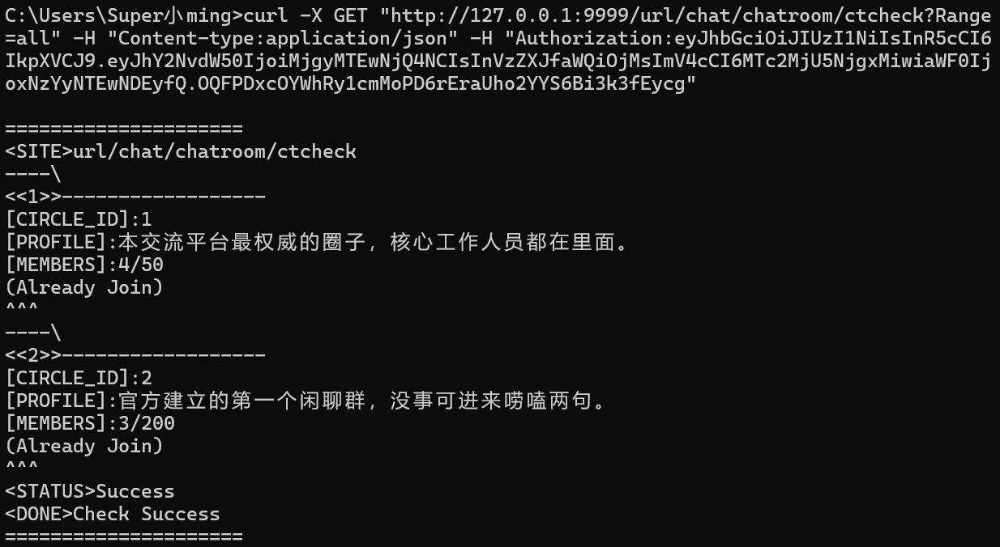 C:\Users\Super小ming>curl -X GET "http://127.0.0.1:9999/url/chat/chatroom/ctcheck?Range
=all" -H "Content-type:application/json" -H "Authorization:eyJhbGciOiJIUzI1NiIsInR5cCI6
IkpXVCJ9.eyJhY2NvdW50IjoiMjgyMTEwNjQ4NCIsInVzZXJfaWQiOjMsImV4cCI6MTc2MjU5NjgxMiwiaWF0Ij
oxNzYyNTEwNDEyfQ.OQFPDxcOYWhRy1cmMoPD6rEraUho2YYS6Bi3k3fEycg"
=====================
<SITE>url/chat/chatroom/ctcheck
----\
<<1>>------------------
[CIRCLE_ID]:1
[PROFILE]:本交流平台最权威的圈子，核心工作人员都在里面。
[MEMBERS]:4/50
(Already Join)
^^^
----\
<<2>>------------------
[CIRCLE_ID]:2
[PROFILE]:官方建立的第一个闲聊群，没事可进来唠嗑两句。
[MEMBERS]:3/200
(Already Join)
^^^
<STATUS>Success
<DONE>Check Success
=====================